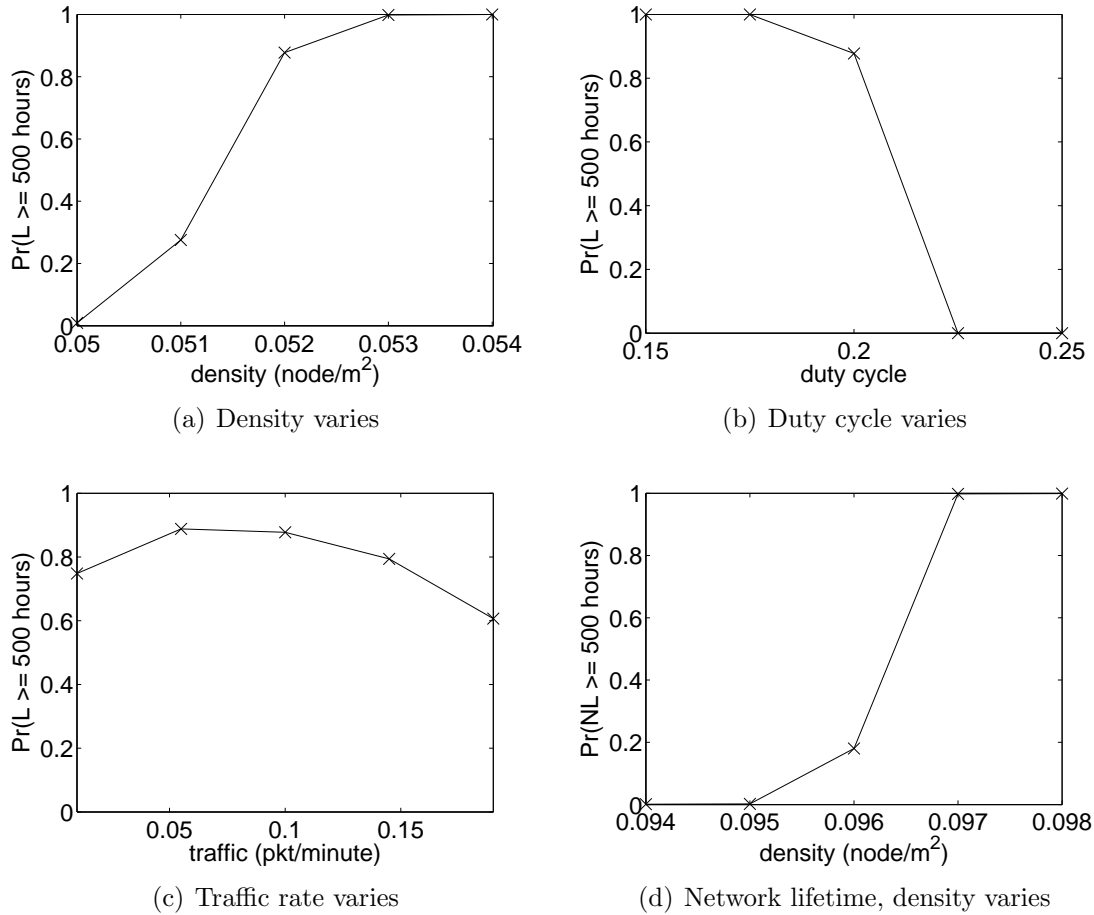 Pr(L >= 500 hours)
1
0.8
0.6
0.4
0.2
0
0.05 0.051 0.052 0.053 0.054
density (node/m²)
(a) Density varies
Pr(L >= 500 hours)
1
0.8
0.6
0.4
0.2
0
0.15 0.2 0.25
duty cycle
(b) Duty cycle varies
Pr(L >= 500 hours)
1
0.8
0.6
0.4
0.2
0
0.05 0.1 0.15
traffic (pkt/minute)
(c) Traffic rate varies
Pr(NL >= 500 hours)
1
0.8
0.6
0.4
0.2
0
0.094 0.095 0.096 0.097 0.098
density (node/m²)
(d) Network lifetime, density varies